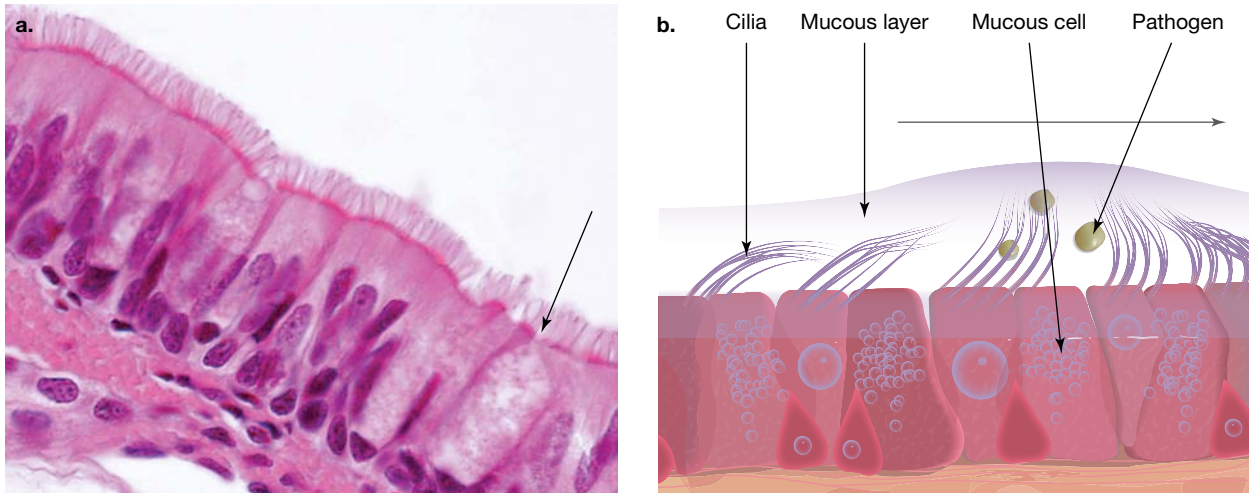 a.
b.
Cilia
Mucous layer
Mucous cell
Pathogen